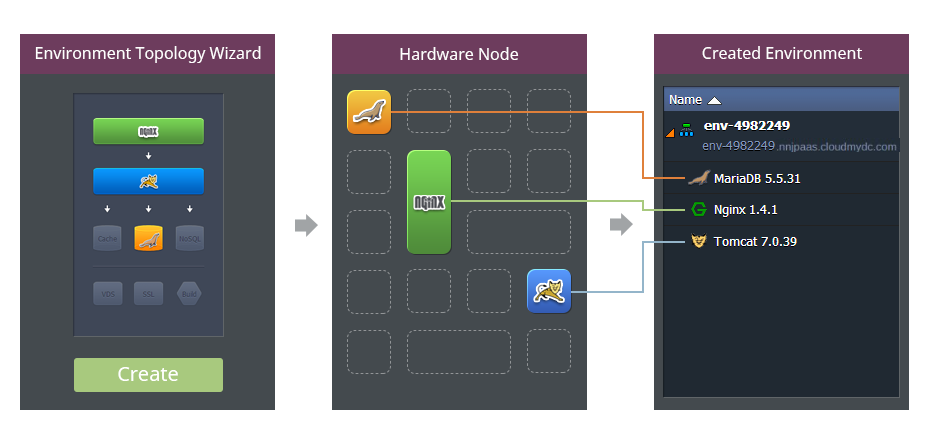 Environment Topology Wizard
NGINX
Cache
NoSQL
VDS
SSL
Build
Create
Hardware Node
NGINX
Created Environment
Name
env-4982249
env-4982249.nnjpaas.cloudmydc.com
MariaDB 5.5.31
Nginx 1.4.1
Tomcat 7.0.39